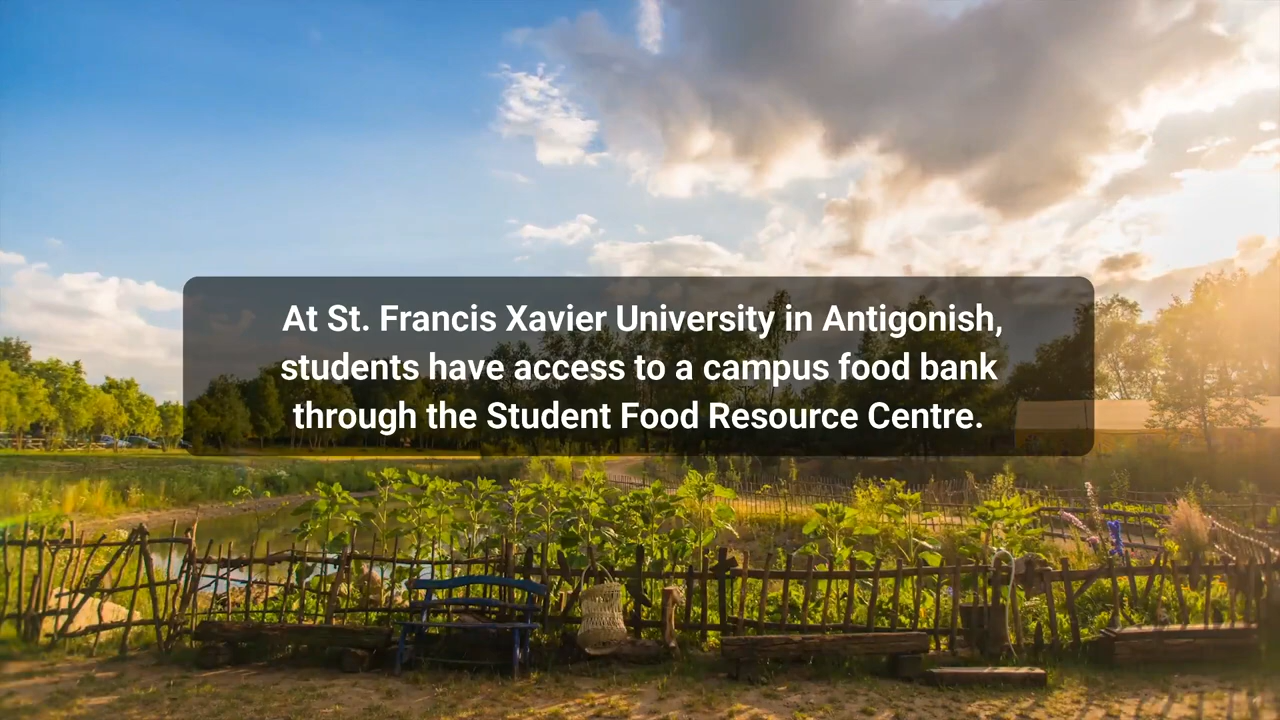 At St. Francis Xavier University in Antigonish,
students have access to a campus food bank
through the Student Food Resource Centre.